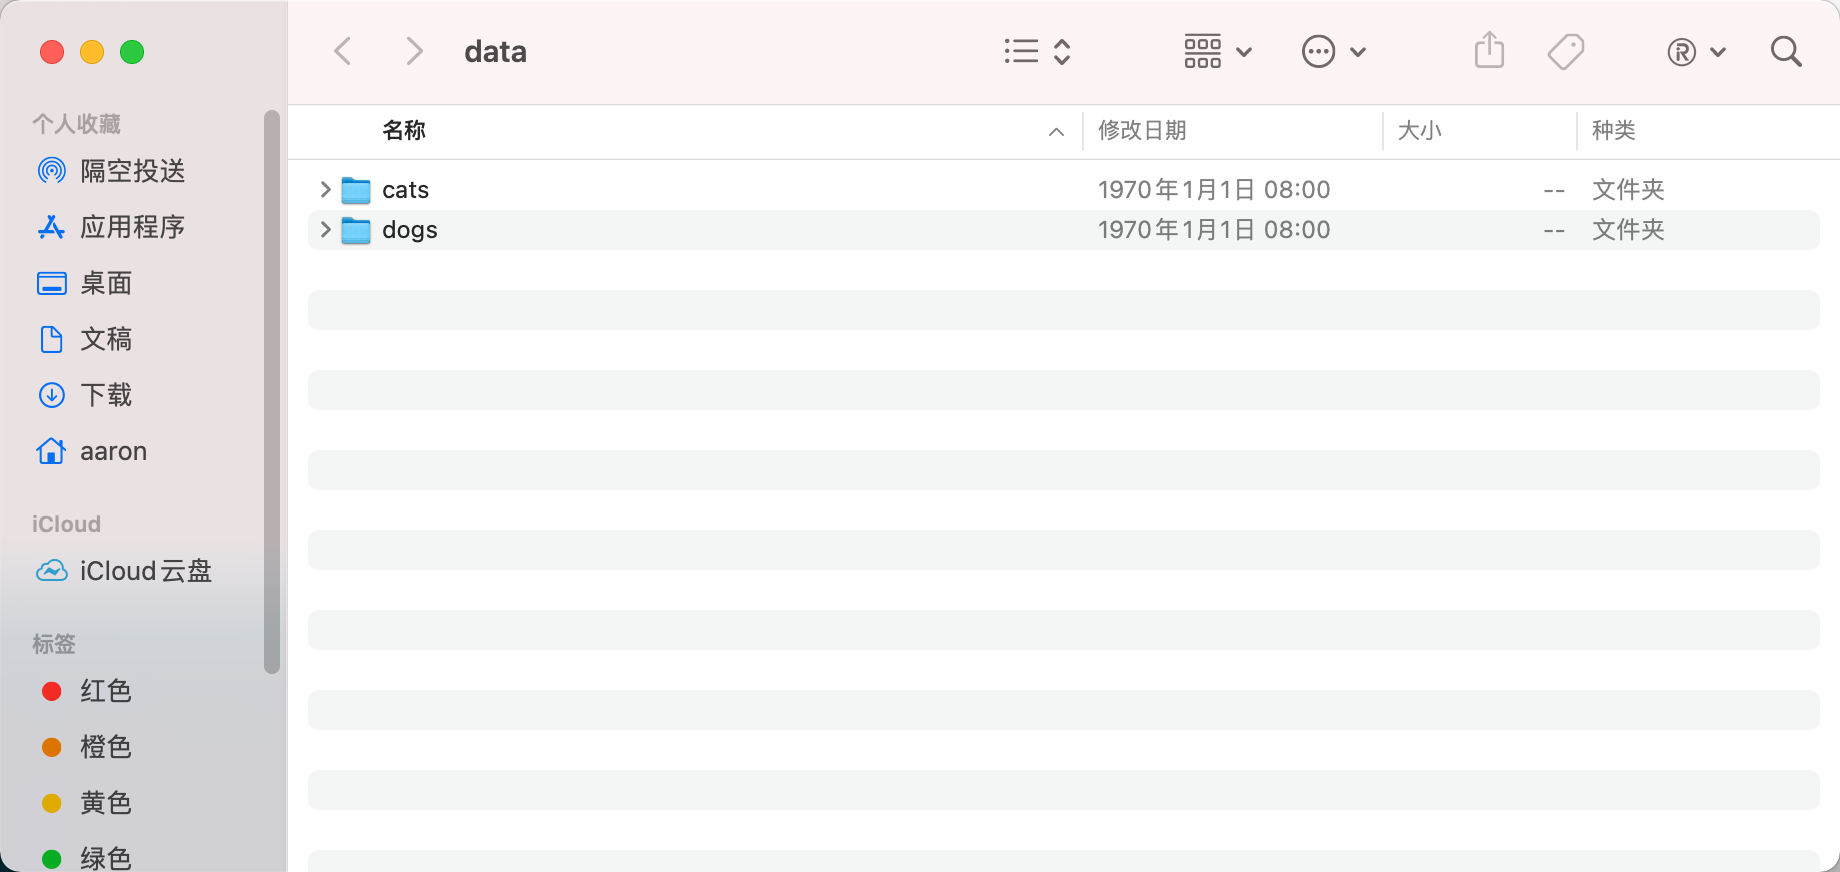 data
个人收藏
隔空投送
应用程序
桌面
文稿
下载
aaron
iCloud
iCloud云盘
标签
红色
橙色
黄色
绿色
名称 修改日期 大小 种类
cats 1970年1月1日 08:00 -- 文件夹
dogs 1970年1月1日 08:00 -- 文件夹